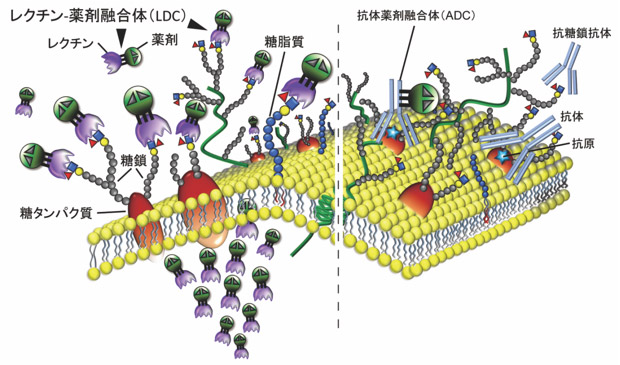 レクチン-薬剤融合体（LDC）
レクチン
薬剤
糖脂質
糖鎖
糖タンパク質
抗体薬剤融合体（ADC）
抗糖鎖抗体
抗体
抗原